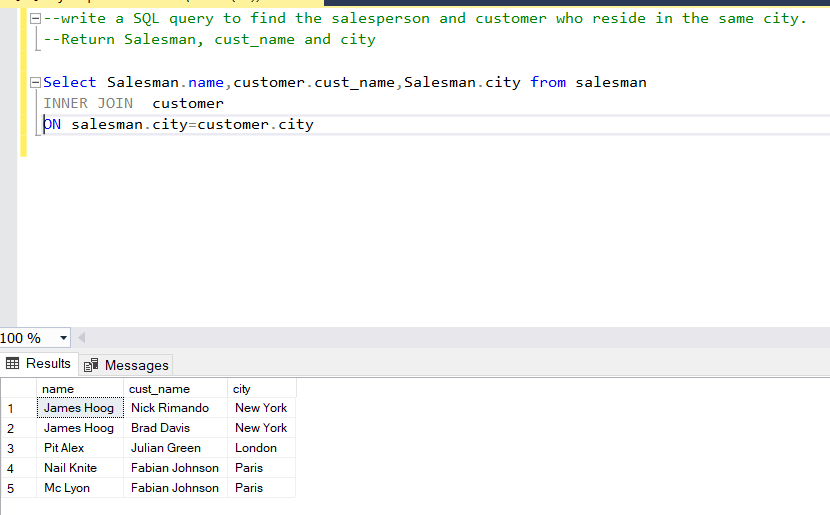 --write a SQL query to find the salesperson and customer who reside in the same city.
--Return Salesman, cust_name and city
Select Salesman.name,customer.cust_name,Salesman.city from salesman
INNER JOIN  customer
ON salesman.city=customer.city
100 %
Results Messages
name cust_name city
1 James Hoog Nick Rimando New York
2 James Hoog Brad Davis New York
3 Pit Alex Julian Green London
4 Nail Knite Fabian Johnson Paris
5 Mc Lyon Fabian Johnson Paris